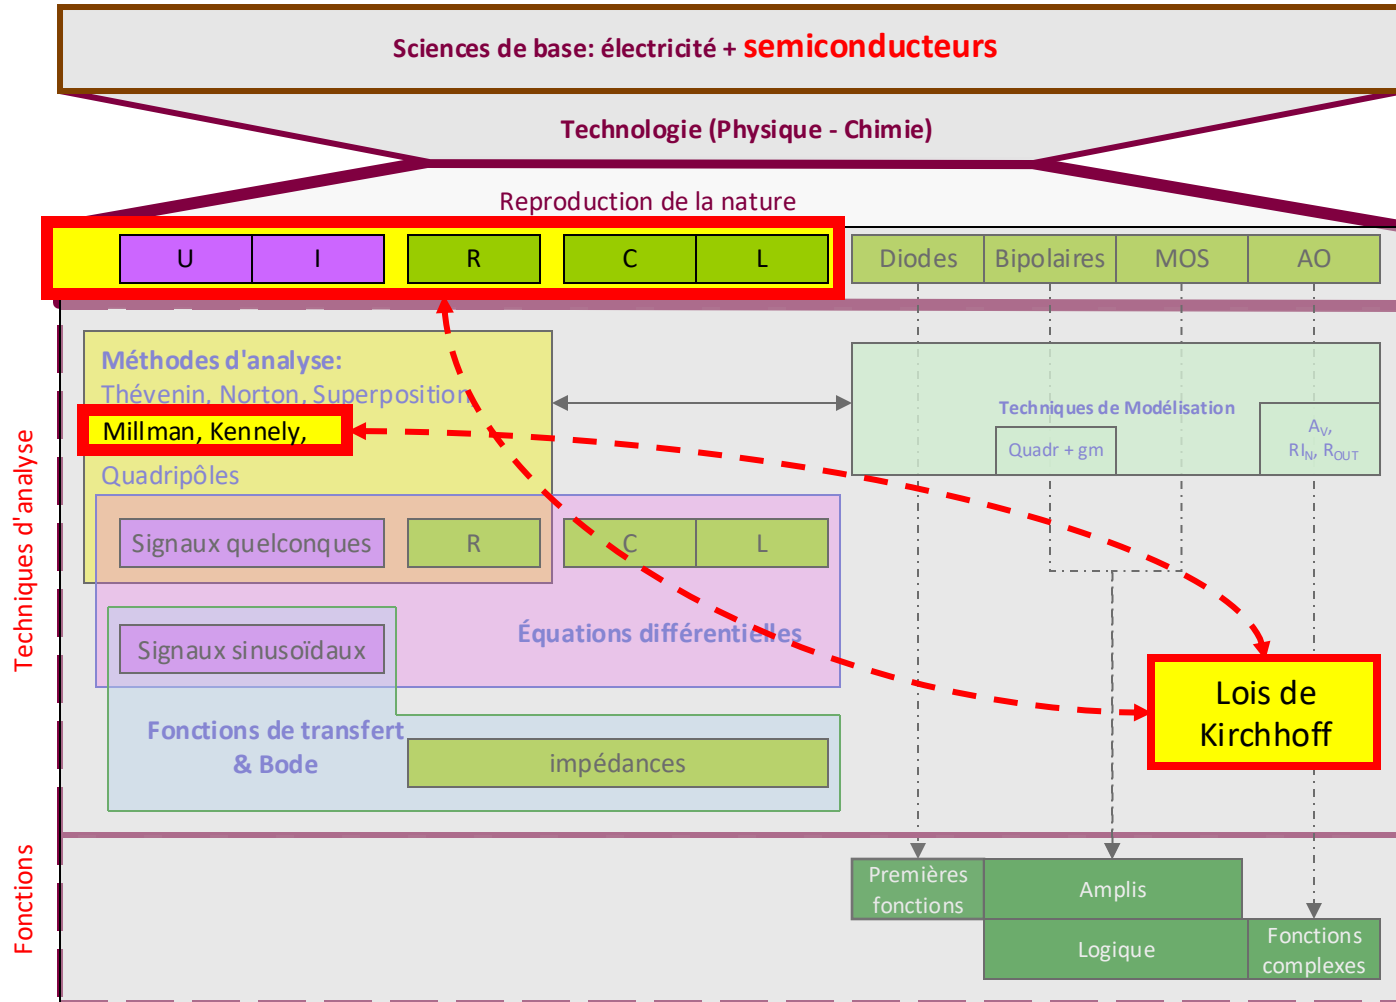 Sciences de base: électricité + semiconducteurs
Technologie (Physique - Chimie)
Reproduction de la nature
U
I
R
C
L
Diodes
Bipolaires
MOS
AO
Méthodes d'analyse:
Thévenin, Norton, Superposition
Millman, Kennely,
Quadripôles
Techniques de Modélisation
Quadr + gm
AV,
RIN, ROUT
Techniques d'analyse
Signaux quelconques
R
C
L
Équations différentielles
Signaux sinusoïdaux
Lois de
Kirchhoff
Fonctions de transfert
& Bode
impédances
Fonctions
Premières
fonctions
Amplis
Logique
Fonctions
complexes